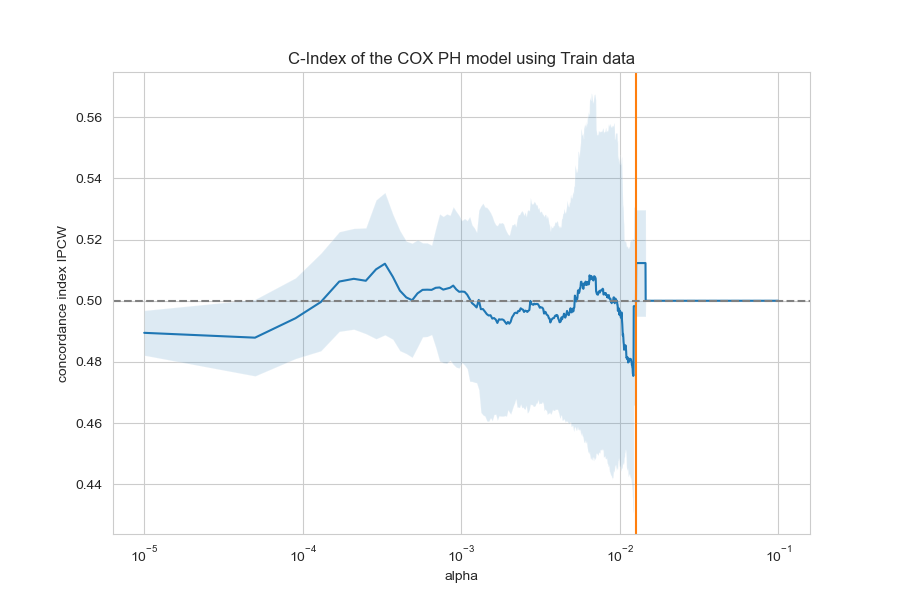 C-Index of the COX PH model using Train data
concordance index IPCW
0.56
0.54
0.52
0.50
0.48
0.46
0.44
10⁻⁵ 10⁻⁴ 10⁻³ 10⁻² 10⁻¹
alpha